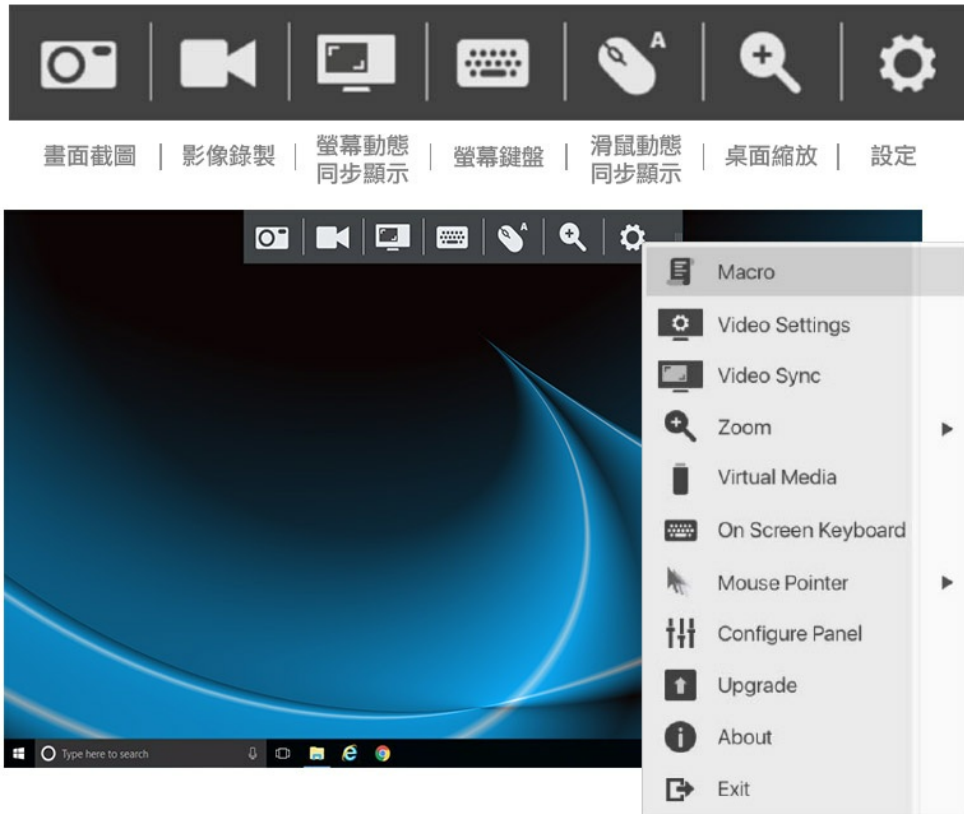 A
畫面截圖 | 影像錄製 | 螢幕動態同步顯示 | 螢幕鍵盤 | 滑鼠動態同步顯示 | 桌面縮放 | 設定
A
Macro
Video Settings
Video Sync
Zoom
Virtual Media
On Screen Keyboard
Mouse Pointer
Configure Panel
Upgrade
About
Exit
Type here to search